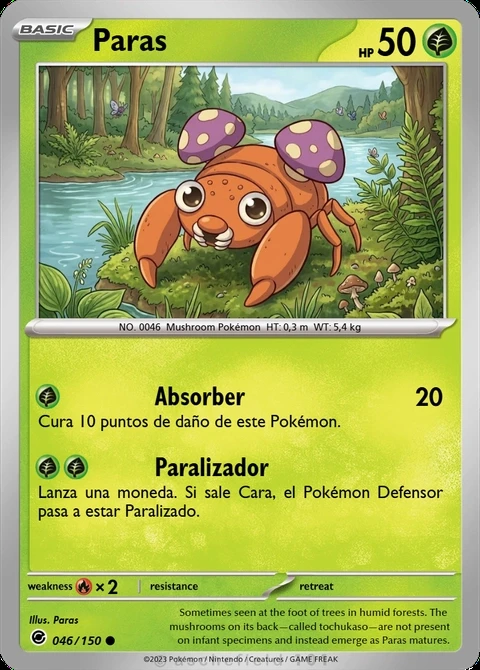 BASIC Paras HP 50
NO. 0046 Mushroom Pokémon HT: 0,3 m WT: 5,4 kg
Absorber 20
Cura 10 puntos de daño de este Pokémon.
Paralizador
Lanza una moneda. Si sale Cara, el Pokémon Defensor
pasa a estar Paralizado.
weakness × 2 resistance retreat
Illus. Paras
046/150
Sometimes seen at the foot of trees in humid forests. The
mushrooms on its back—called tochukaso—are not present
on infant specimens and instead emerge as Paras matures.
©2023 Pokémon / Nintendo / Creatures / GAME FREAK